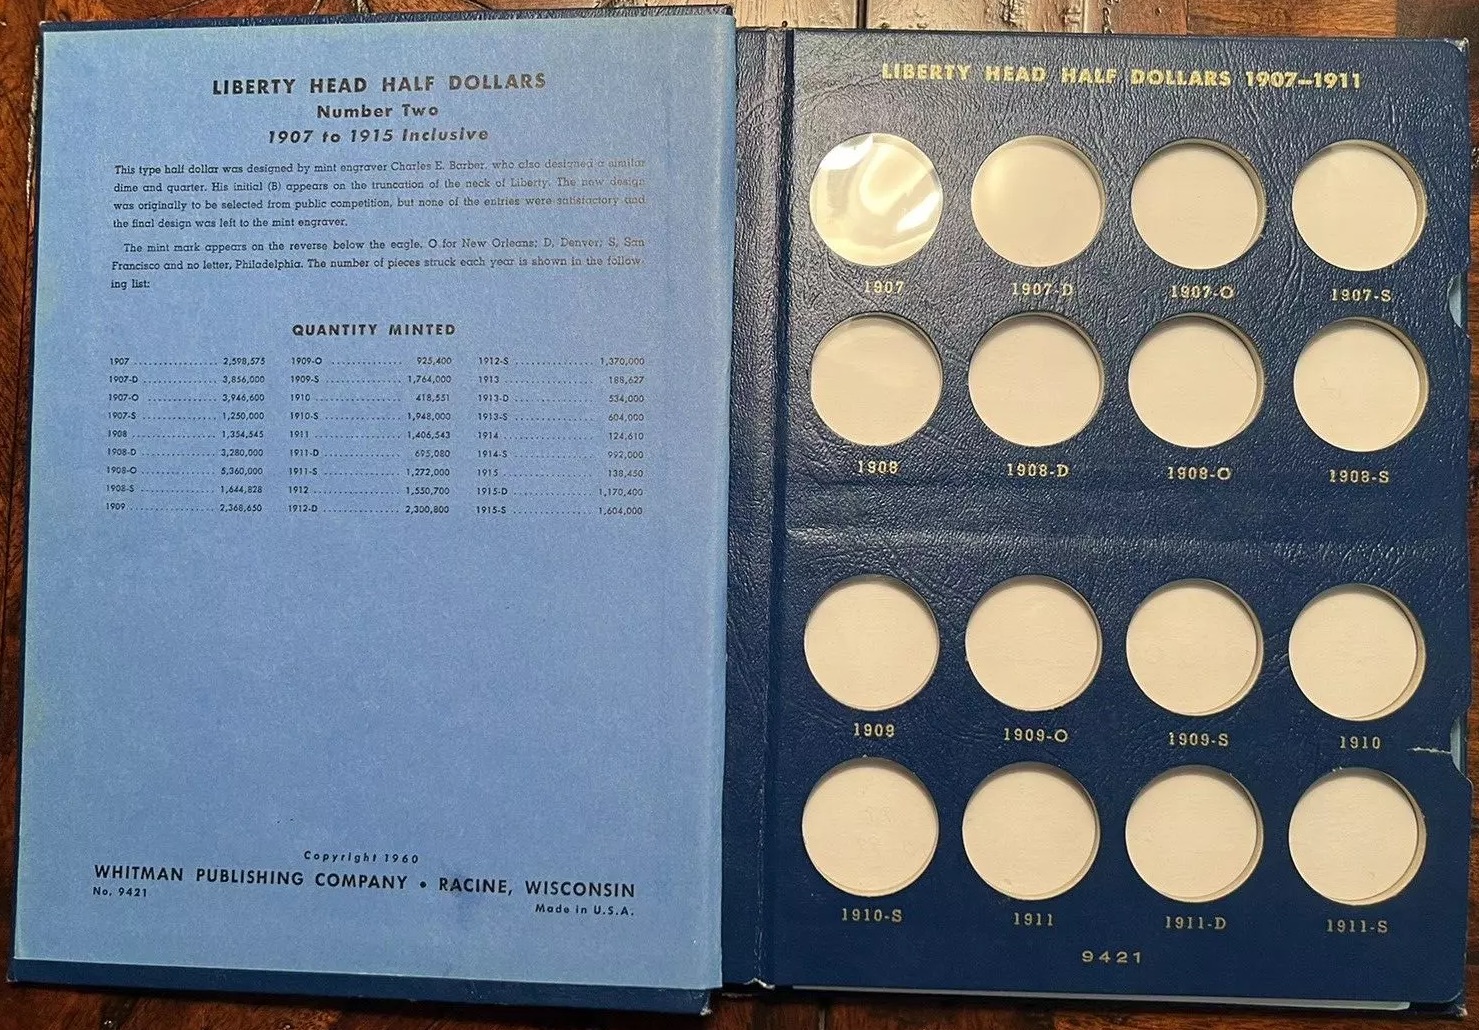 LIBERTY HEAD HALF DOLLARS
Number Two
1907 to 1915 Inclusive
This type half dollar was designed by mint engraver Charles E. Barber, who also designed a similar
dime and quarter. His initial (B) appears on the truncation of the neck of Liberty. The new design
was originally to be selected from public competition, but none of the entries were satisfactory and
the final design was left to the mint engraver.
The mint mark appears on the reverse below the eagle. O for New Orleans; D, Denver; S, San
Francisco and no letter, Philadelphia. The number of pieces struck each year is shown in the follow-
ing list:
QUANTITY MINTED
1907 .................. 2,598,575
1907-D ................ 3,856,000
1907-O ................ 3,946,600
1907-S ................ 1,250,000
1908 .................. 1,354,545
1908-D ................ 3,280,000
1908-O ................ 5,360,000
1908-S ................ 1,644,828
1909 .................. 2,368,650
1909-O ................ 925,400
1909-S ................ 1,764,000
1910 .................. 418,551
1910-S ................ 1,948,000
1911 .................. 1,406,543
1911-D ................ 695,080
1911-S ................ 1,272,000
1912 .................. 1,550,700
1912-D ................ 2,300,800
1912-S ................ 1,370,000
1913 .................. 188,627
1913-D ................ 534,000
1913-S ................ 604,000
1914 .................. 124,610
1914-S ................ 992,000
1915 .................. 138,450
1915-D ................ 1,170,400
1915-S ................ 1,604,000
Copyright 1960
WHITMAN PUBLISHING COMPANY • RACINE, WISCONSIN
No. 9421
Made in U.S.A.
LIBERTY HEAD HALF DOLLARS 1907–1911
1907 1907-D 1907-O 1907-S
1908 1908-D 1908-O 1908-S
1909 1909-O 1909-S 1910
1910-S 1911 1911-D 1911-S
9421